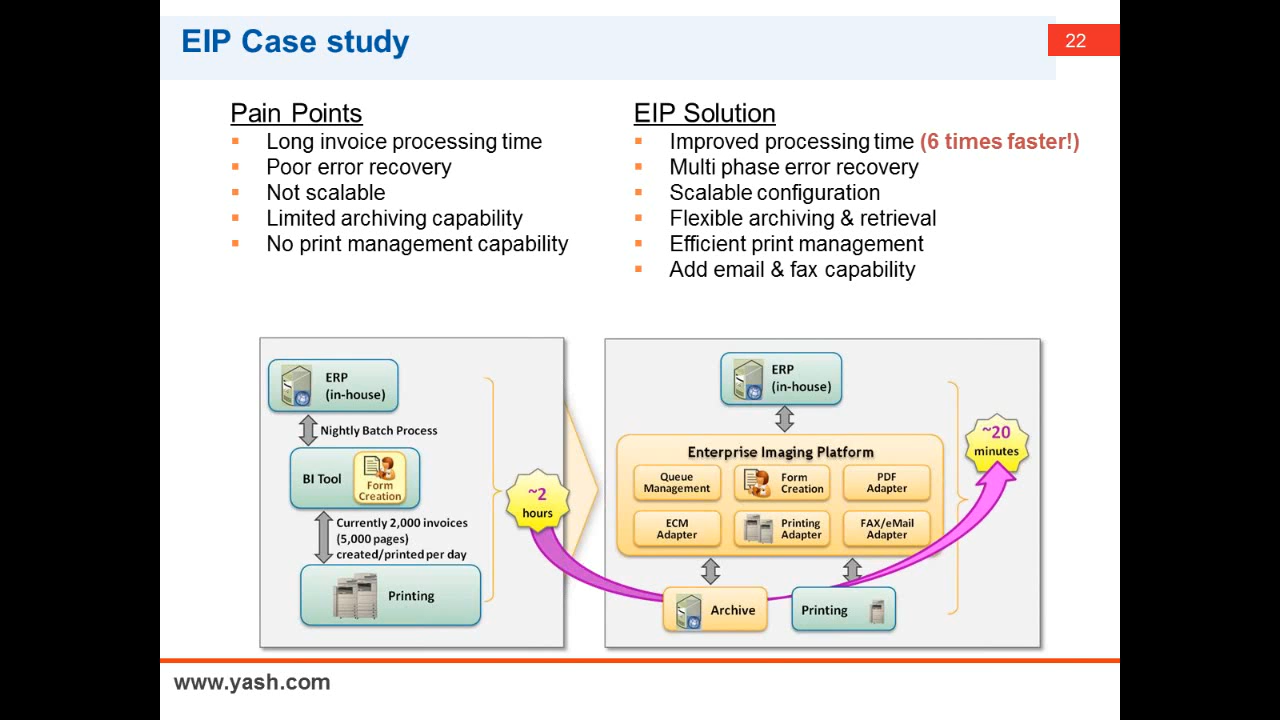 EIP Case study
22
Pain Points
Long invoice processing time
Poor error recovery
Not scalable
Limited archiving capability
No print management capability
EIP Solution
Improved processing time (6 times faster!)
Multi phase error recovery
Scalable configuration
Flexible archiving & retrieval
Efficient print management
Add email & fax capability
ERP
(in-house)
Nightly Batch Process
BI Tool
Form
Creation
Currently 2,000 invoices
(5,000 pages)
created/printed per day
Printing
~2
hours
ERP
(in-house)
Enterprise Imaging Platform
Queue
Management
Form
Creation
PDF
Adapter
ECM
Adapter
Printing
Adapter
FAX/eMail
Adapter
Archive
Printing
~20
minutes
www.yash.com